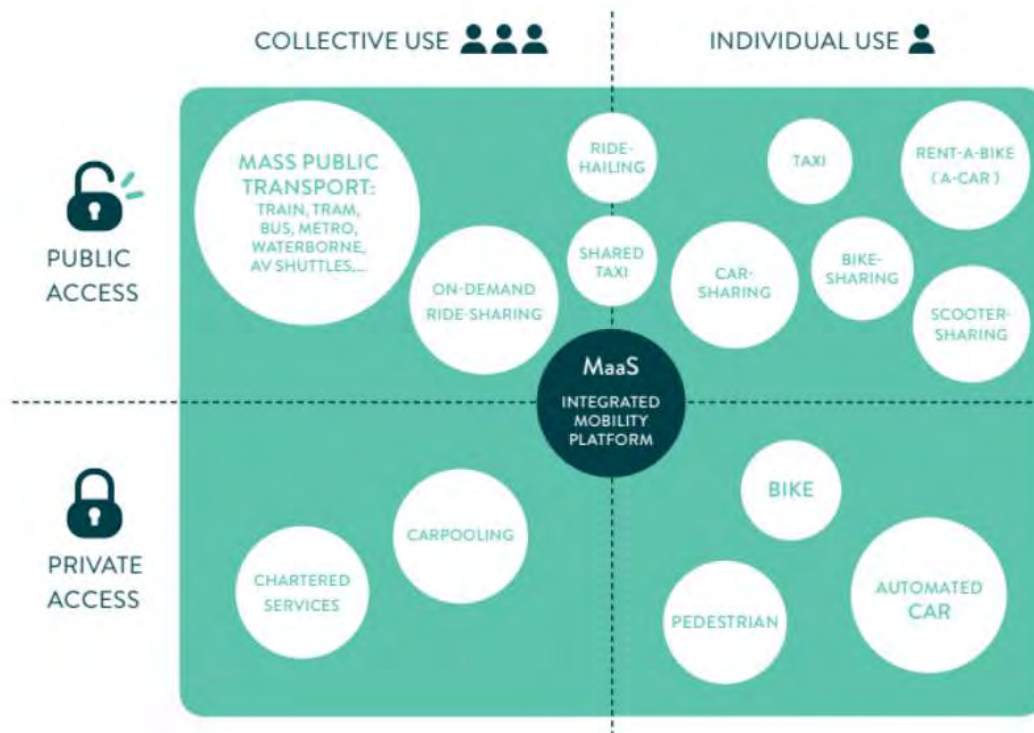 COLLECTIVE USE
INDIVIDUAL USE
PUBLIC
ACCESS
MASS PUBLIC
TRANSPORT:
TRAIN, TRAM,
BUS, METRO,
WATERBORNE,
AV SHUTTLES,...
ON-DEMAND
RIDE-SHARING
RIDE-
HAILING
SHARED
TAXI
TAXI
RENT-A-BIKE
( A-CAR )
CAR-
SHARING
BIKE-
SHARING
SCOOTER-
SHARING
MaaS
INTEGRATED
MOBILITY
PLATFORM
PRIVATE
ACCESS
CHARTERED
SERVICES
CARPOOLING
BIKE
PEDESTRIAN
AUTOMATED
CAR